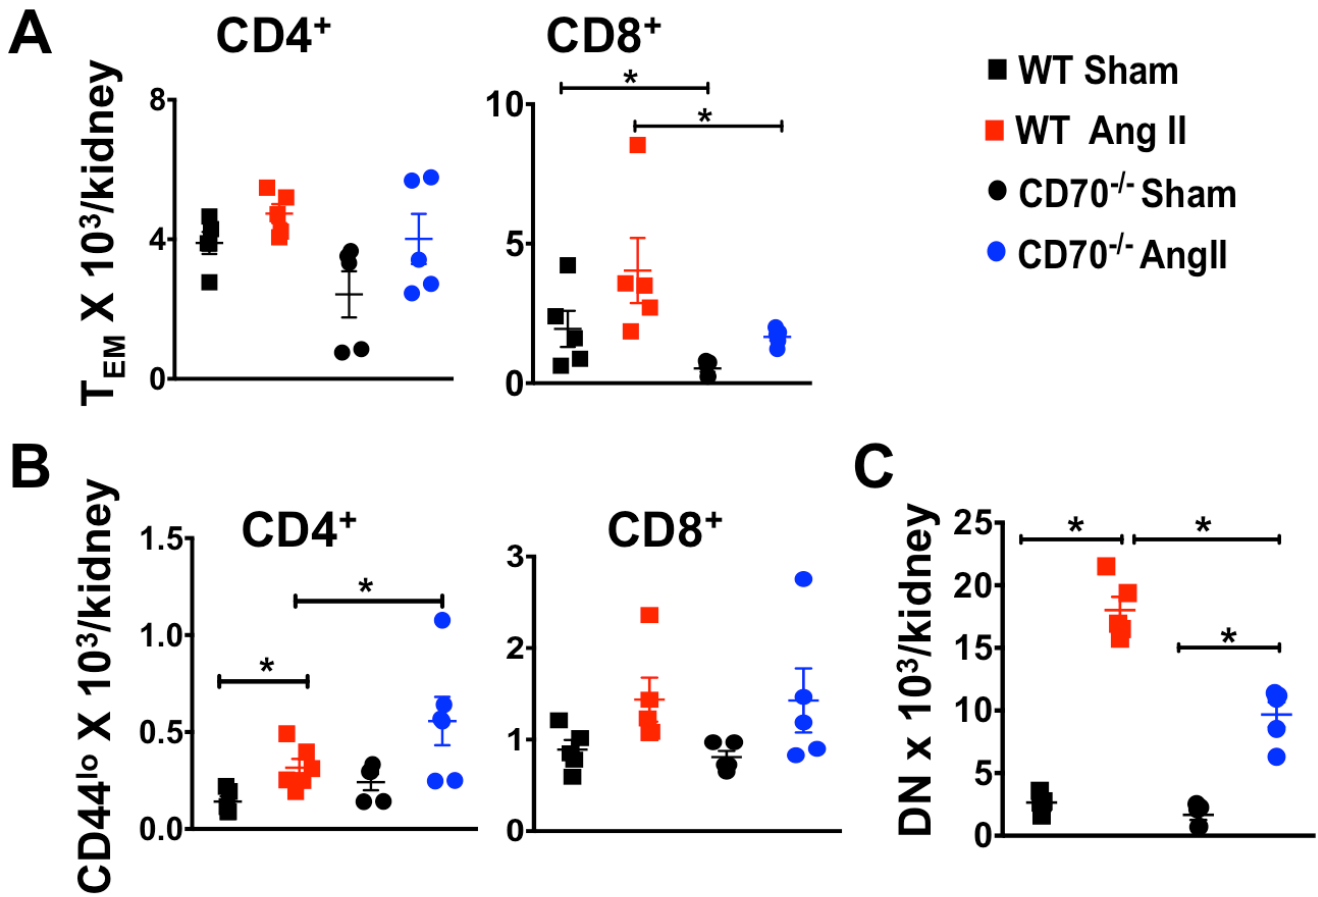 A
CD4⁺
CD8⁺
T_EM X 10³/kidney
8
4
0
10
5
0
*
*
WT Sham
WT Ang II
CD70⁻/⁻ Sham
CD70⁻/⁻ AngII
B
CD4⁺
CD8⁺
CD44ˡᵒ X 10³/kidney
1.5
1.0
0.5
0.0
*
*
3
2
1
0
C
DN x 10³/kidney
25
20
15
10
5
0
*
*
*